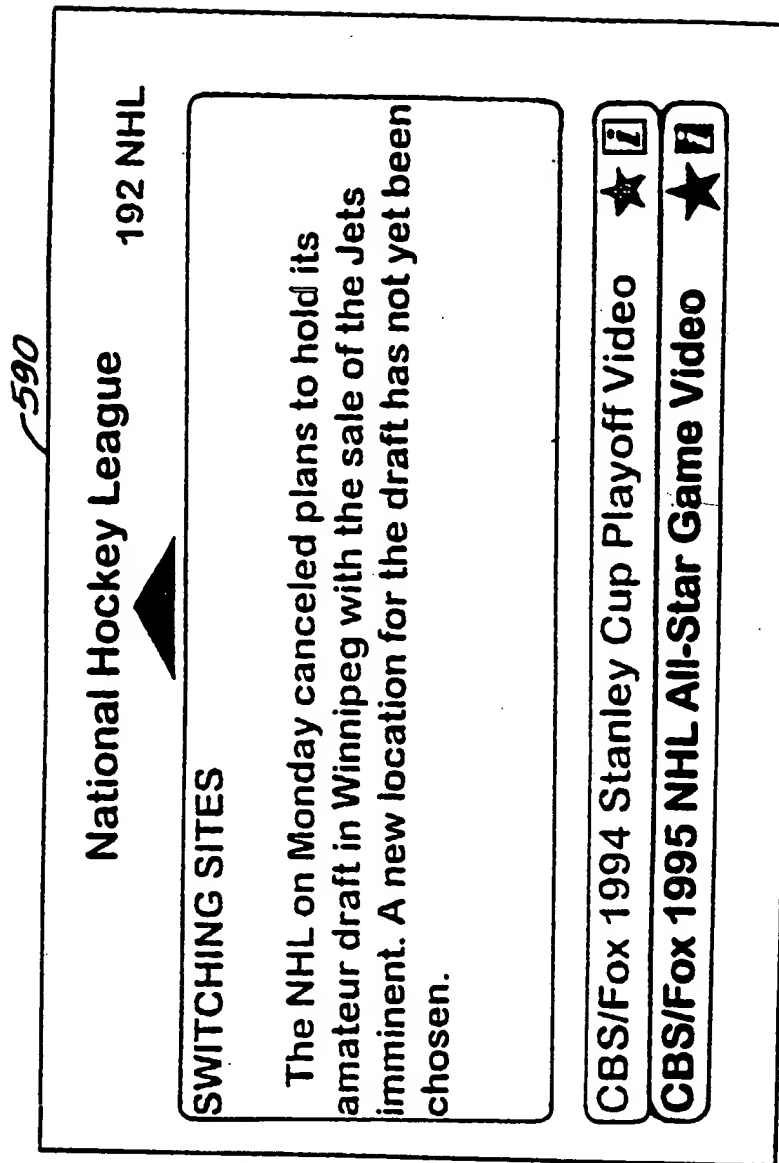 590
National Hockey League
192 NHL
SWITCHING SITES
The NHL on Monday canceled plans to hold its
amateur draft in Winnipeg with the sale of the Jets
imminent. A new location for the draft has not yet been
chosen.
CBS/Fox 1994 Stanley Cup Playoff Video i
CBS/Fox 1995 NHL All-Star Game Video i